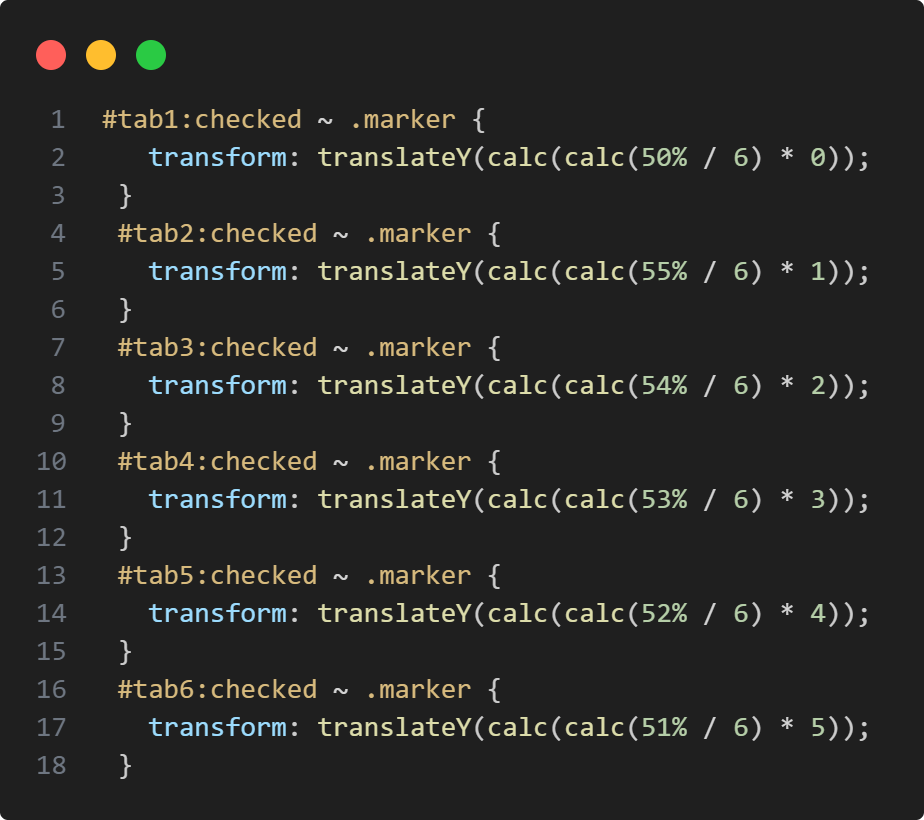 1 #tab1:checked ~ .marker {
2 transform: translateY(calc(calc(50% / 6) * 0));
3 }
4 #tab2:checked ~ .marker {
5 transform: translateY(calc(calc(55% / 6) * 1));
6 }
7 #tab3:checked ~ .marker {
8 transform: translateY(calc(calc(54% / 6) * 2));
9 }
10 #tab4:checked ~ .marker {
11 transform: translateY(calc(calc(53% / 6) * 3));
12 }
13 #tab5:checked ~ .marker {
14 transform: translateY(calc(calc(52% / 6) * 4));
15 }
16 #tab6:checked ~ .marker {
17 transform: translateY(calc(calc(51% / 6) * 5));
18 }